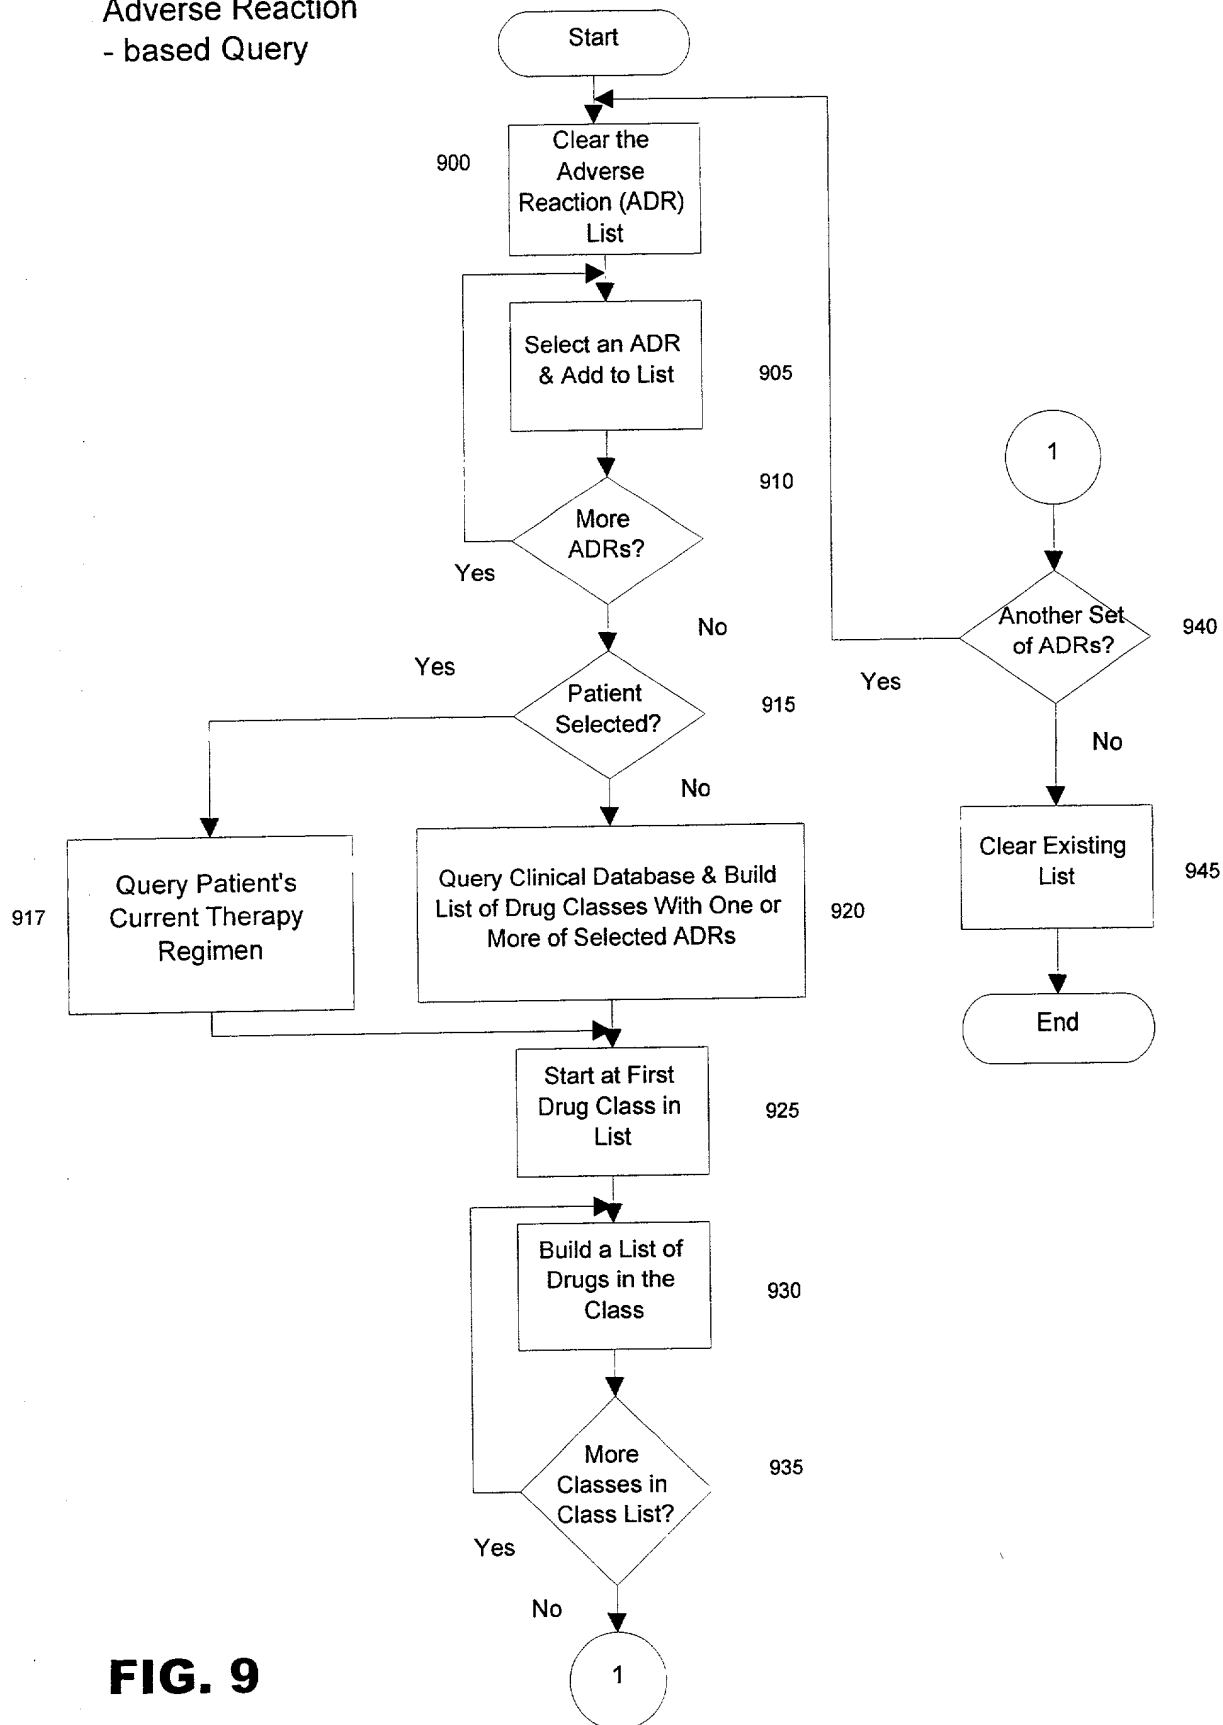 Adverse Reaction
- based Query
Start
900
Clear the
Adverse
Reaction (ADR)
List
Select an ADR
& Add to List
905
910
More
ADRs?
Yes
No
Yes
Patient
Selected?
915
No
917
Query Patient's
Current Therapy
Regimen
Query Clinical Database & Build
List of Drug Classes With One or
More of Selected ADRs
920
Start at First
Drug Class in
List
925
Build a List of
Drugs in the
Class
930
More
Classes in
Class List?
935
Yes
No
1
1
Another Set
of ADRs?
940
Yes
No
Clear Existing
List
945
End
FIG. 9